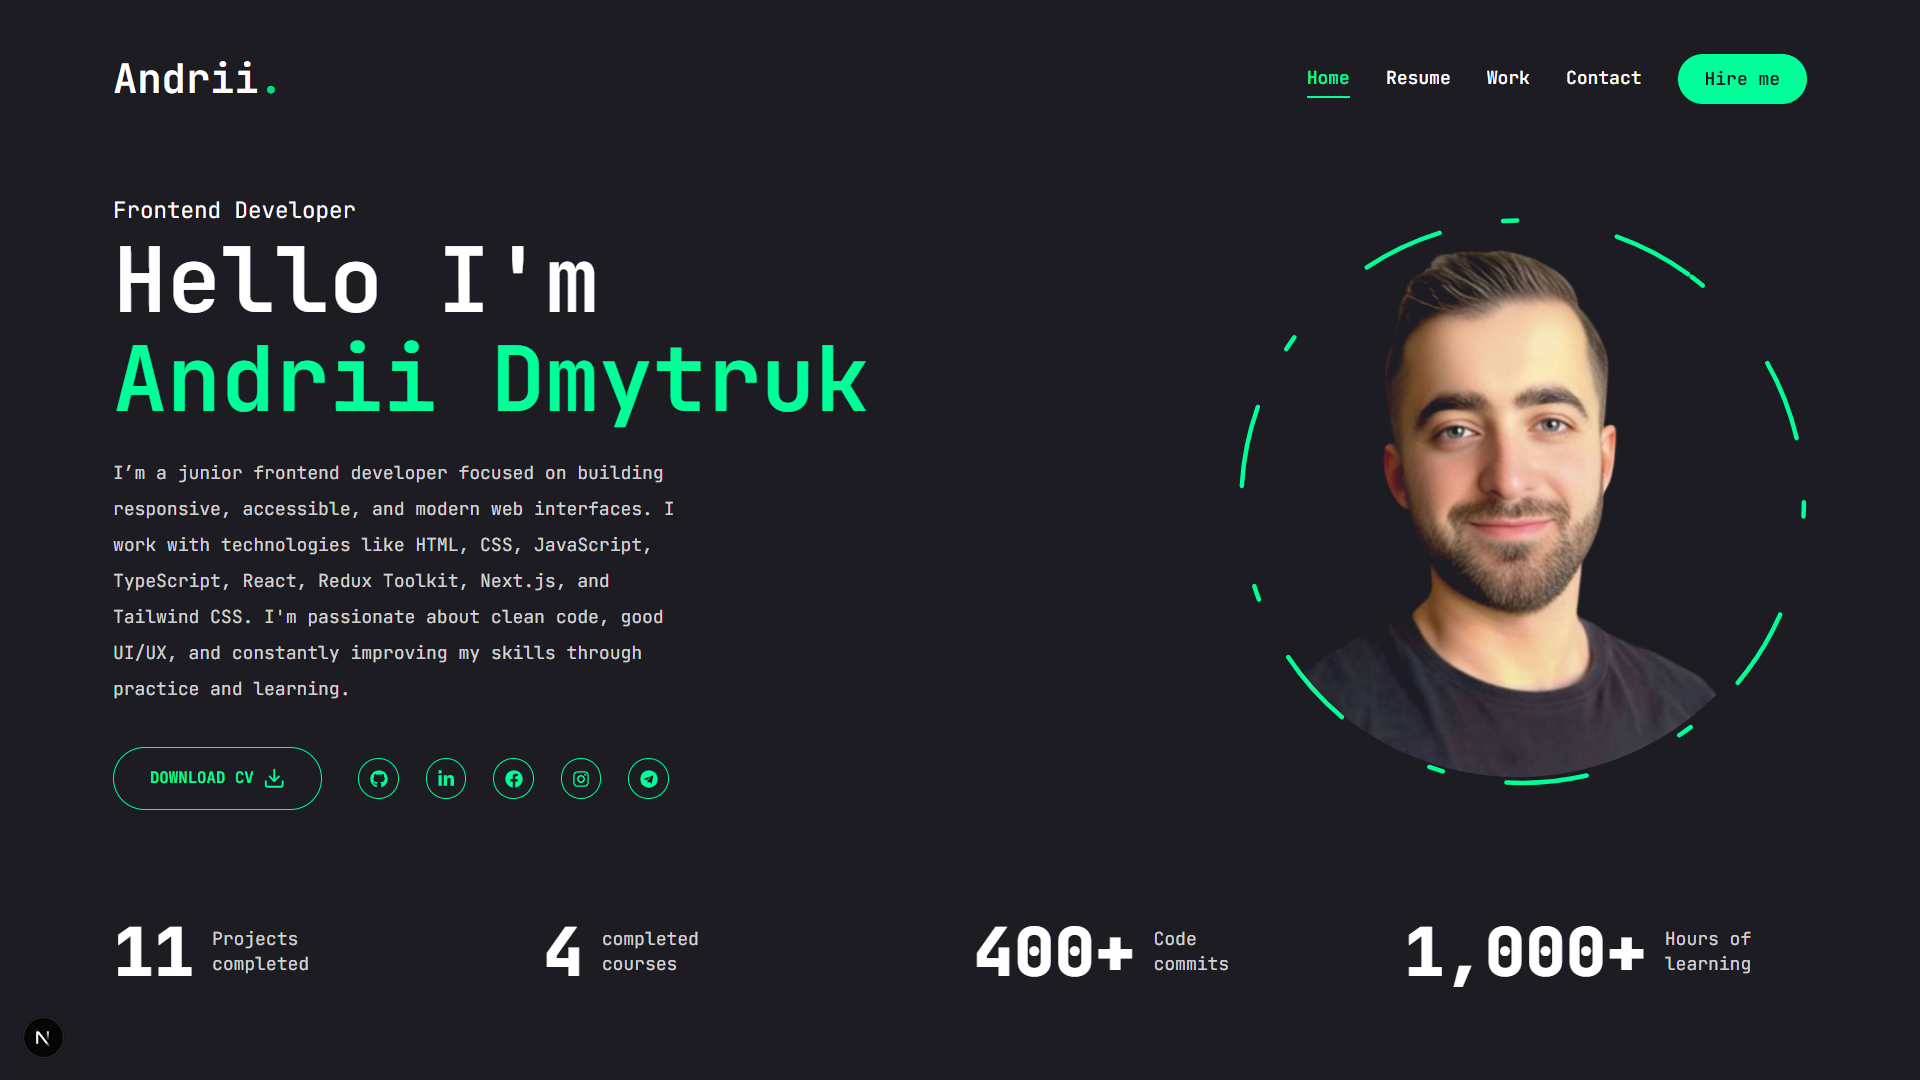 Andrii.
Home Resume Work Contact Hire me
Frontend Developer
Hello I'm
Andrii Dmytruk
I’m a junior frontend developer focused on building
responsive, accessible, and modern web interfaces. I
work with technologies like HTML, CSS, JavaScript,
TypeScript, React, Redux Toolkit, Next.js, and
Tailwind CSS. I'm passionate about clean code, good
UI/UX, and constantly improving my skills through
practice and learning.
DOWNLOAD CV
11 Projects
completed
4 completed
courses
400+ Code
commits
1,000+ Hours of
learning